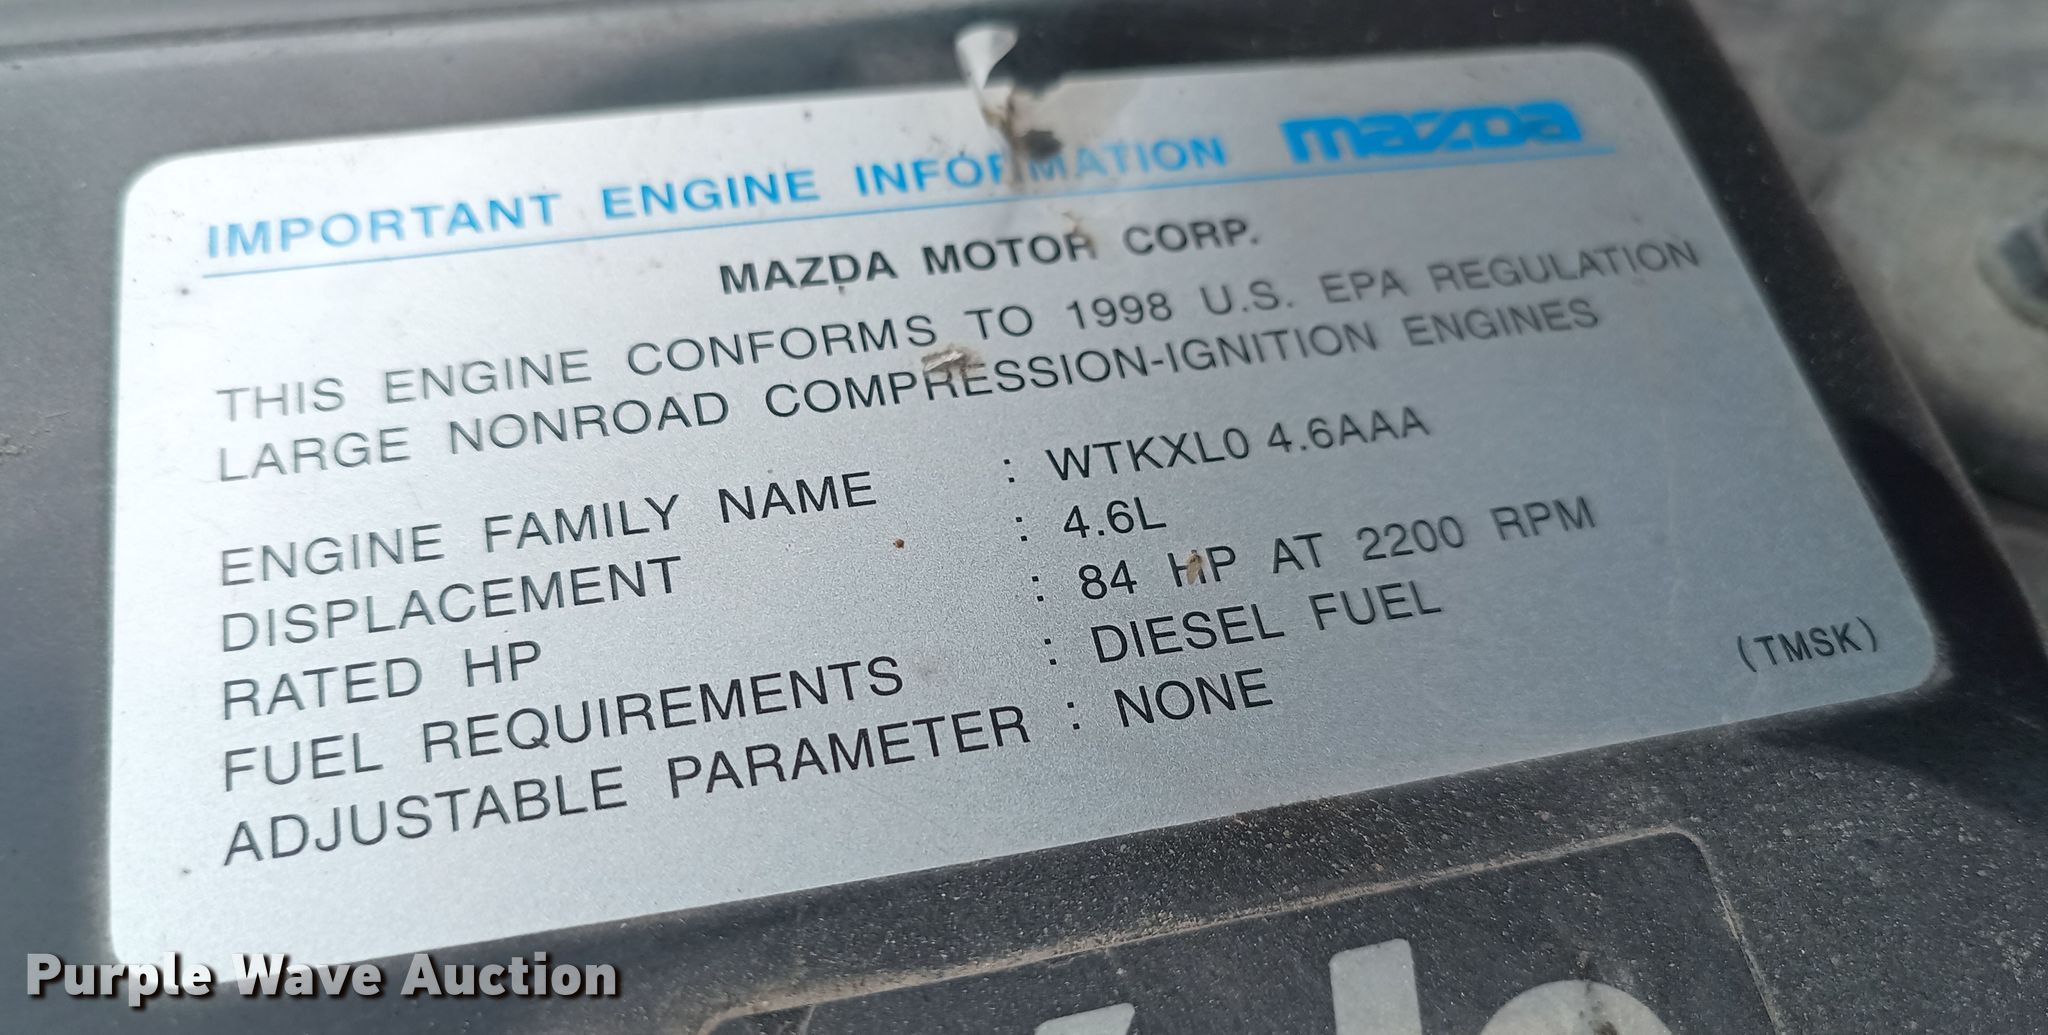 IMPORTANT ENGINE INFORMATION mazda
MAZDA MOTOR CORP.
THIS ENGINE CONFORMS TO 1998 U.S. EPA REGULATION
LARGE NONROAD COMPRESSION-IGNITION ENGINES
ENGINE FAMILY NAME : WTKXL0 4.6AAA
DISPLACEMENT : 4.6L
RATED HP : 84 HP AT 2200 RPM
FUEL REQUIREMENTS : DIESEL FUEL
ADJUSTABLE PARAMETER : NONE
(TMSK)
Purple Wave Auction